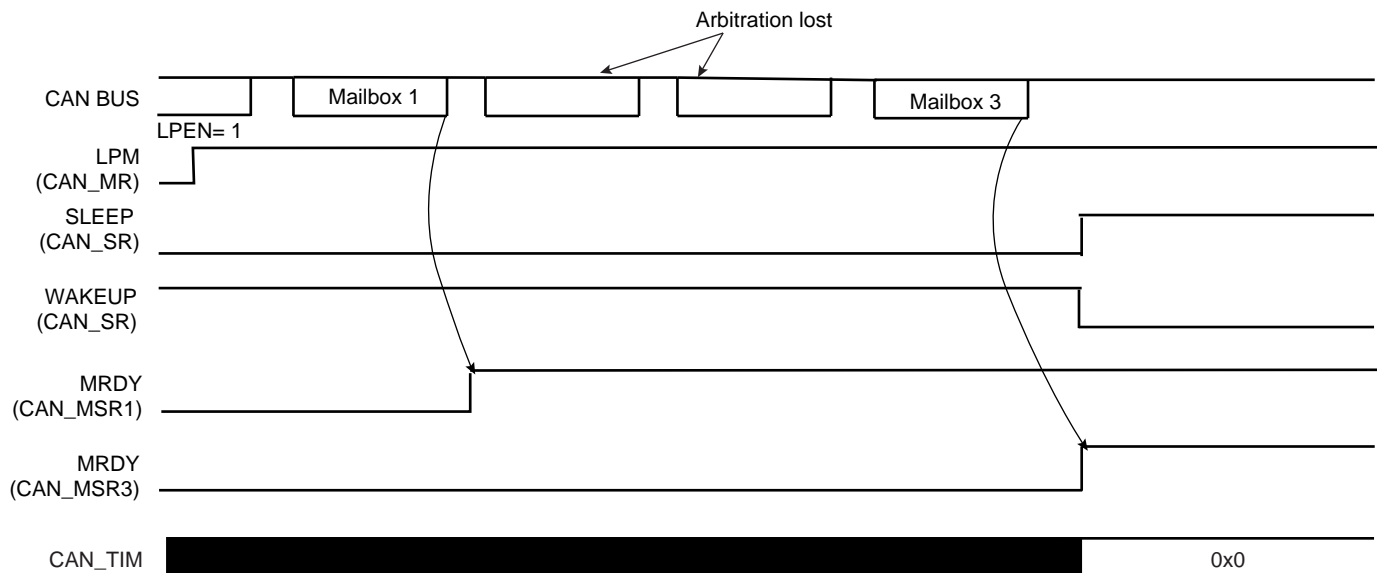 Arbitration lost
CAN BUS
Mailbox 1
Mailbox 3
LPEN= 1
LPM
(CAN_MR)
SLEEP
(CAN_SR)
WAKEUP
(CAN_SR)
MRDY
(CAN_MSR1)
MRDY
(CAN_MSR3)
CAN_TIM
0x0